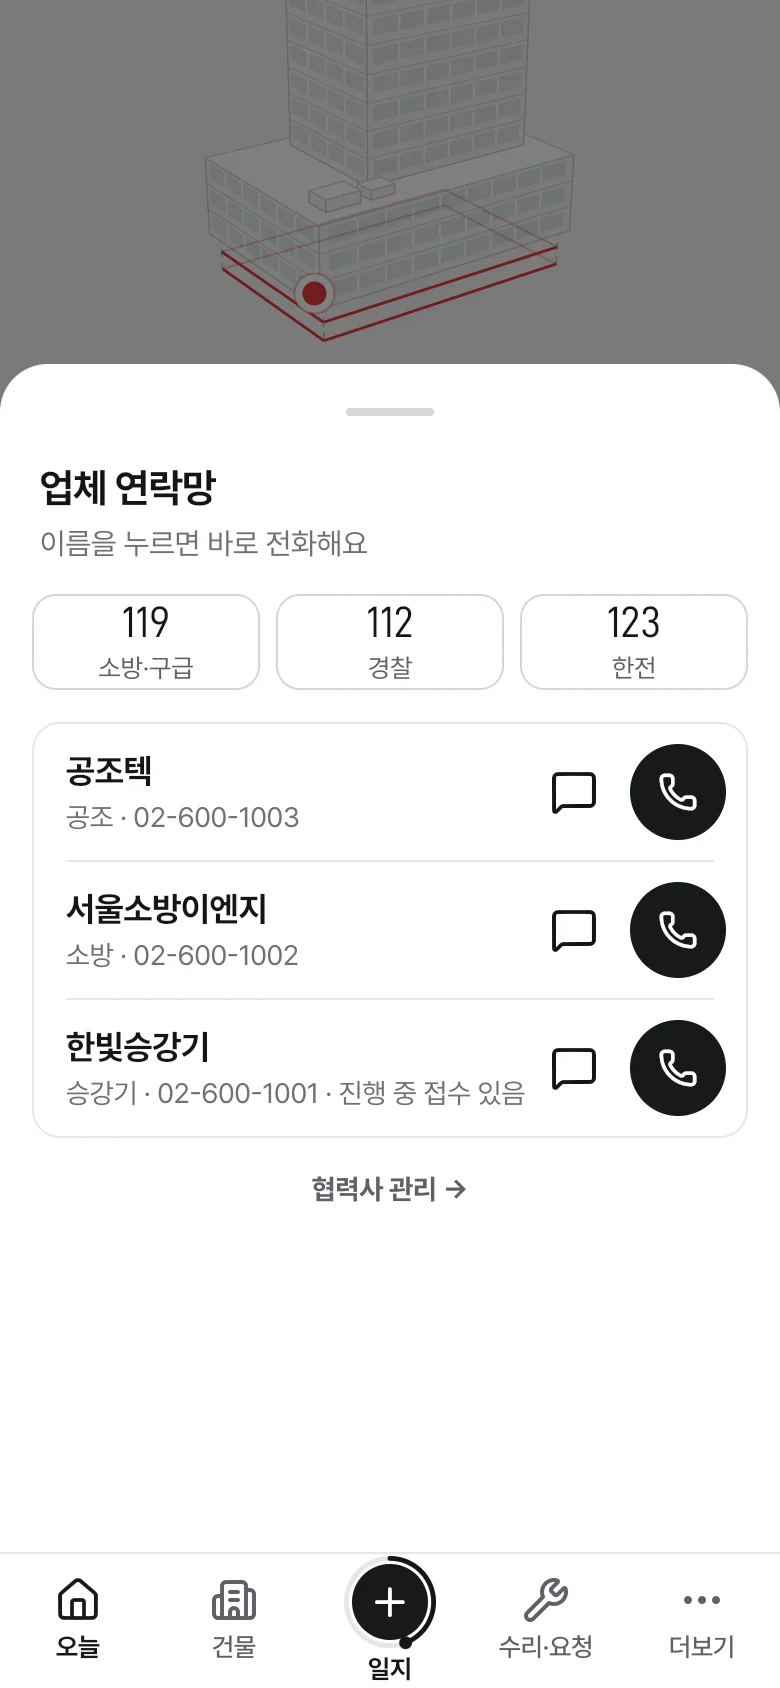 업체 연락망
이름을 누르면 바로 전화해요
119
소방·구급
112
경찰
123
한전
공조텍
공조 · 02-600-1003
서울소방이엔지
소방 · 02-600-1002
한빛승강기
승강기 · 02-600-1001 · 진행 중 접수 있음
협력사 관리 →
오늘
건물
일지
수리·요청
더보기